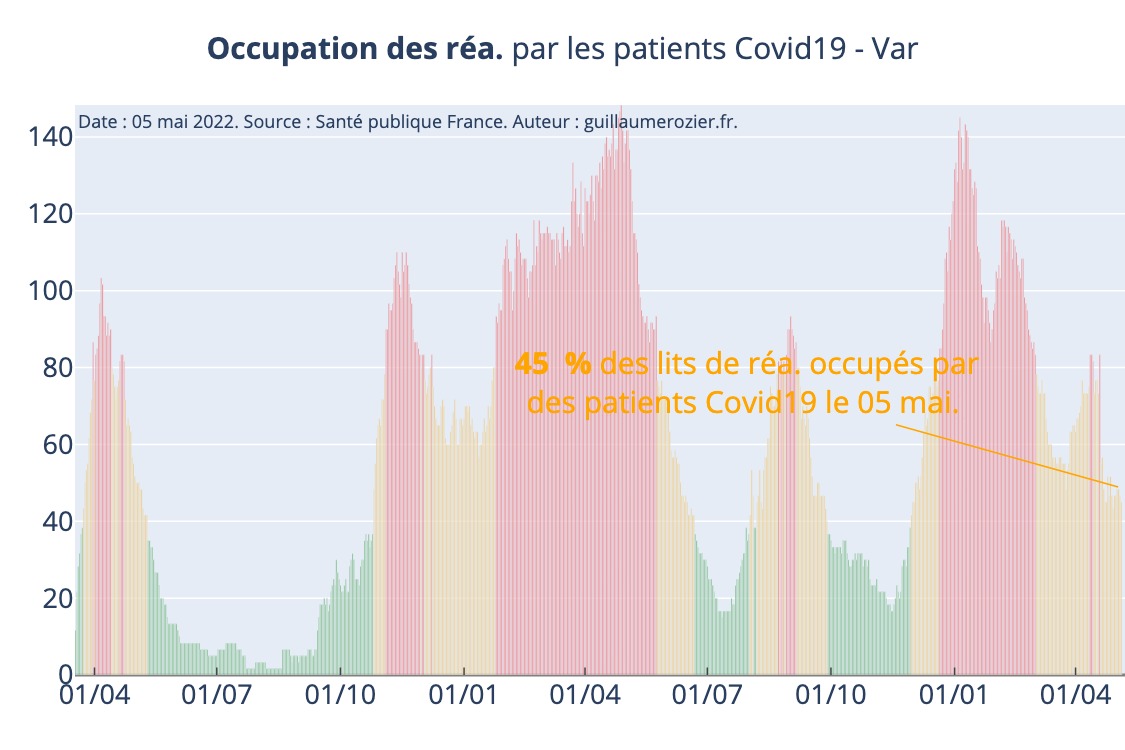 Occupation des réa. par les patients Covid19 - Var
Date : 05 mai 2022. Source : Santé publique France. Auteur : guillaumerozier.fr.
140
120
100
80
60
40
20
0
45 % des lits de réa. occupés par
des patients Covid19 le 05 mai.
01/04 01/07 01/10 01/01 01/04 01/07 01/10 01/01 01/04